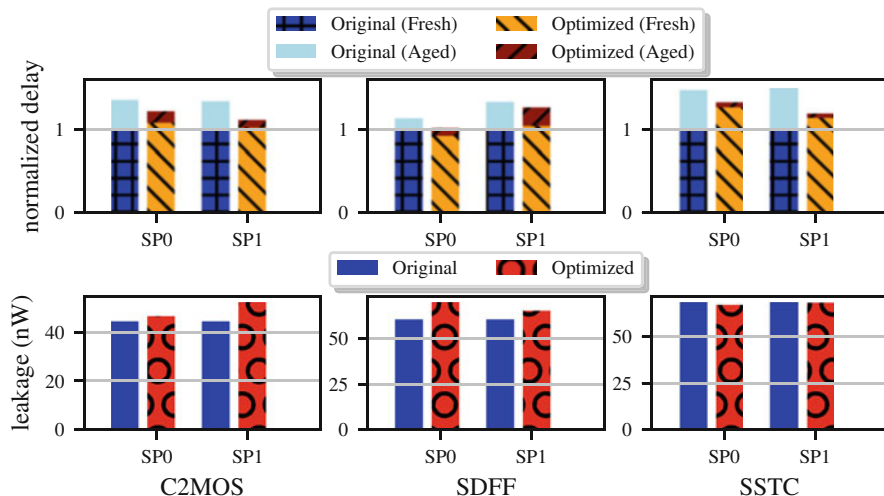 Original (Fresh) Optimized (Fresh)
Original (Aged) Optimized (Aged)
normalized delay
1
0
SP0 SP1
1
0
SP0 SP1
1
0
SP0 SP1
Original Optimized
leakage (nW)
40
20
0
SP0 SP1
C2MOS
50
25
0
SP0 SP1
SDFF
50
25
0
SP0 SP1
SSTC